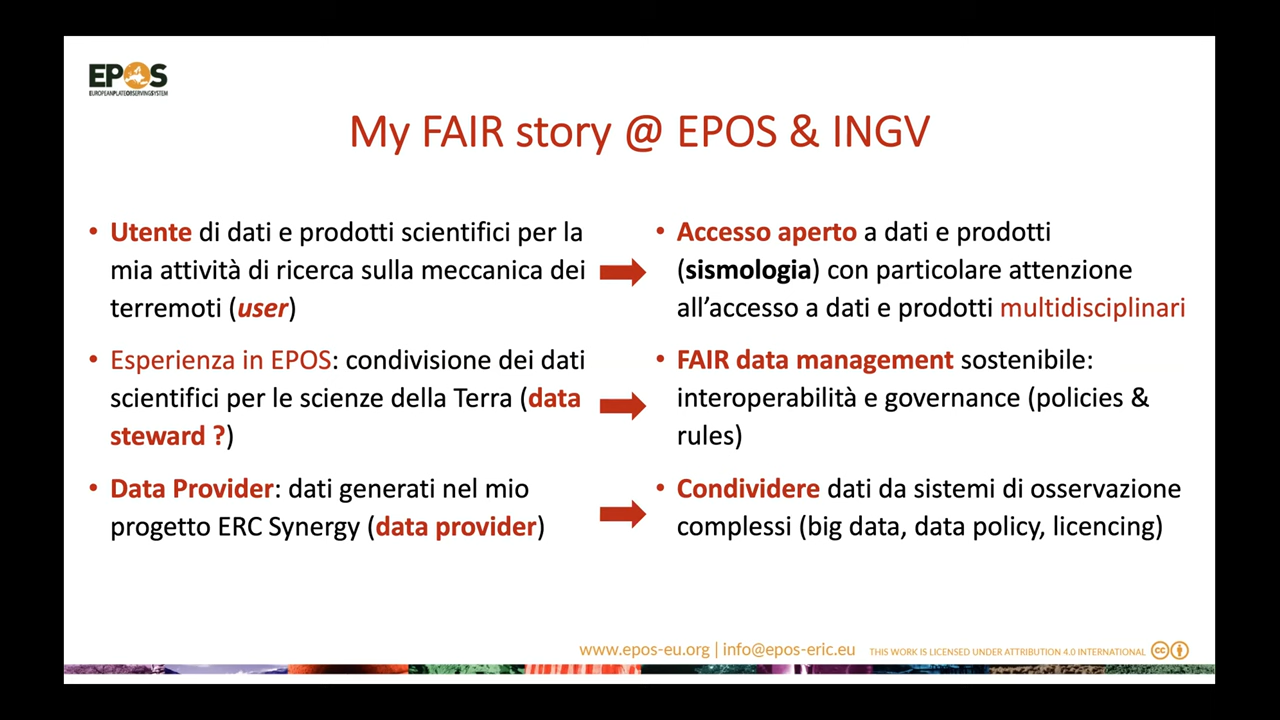 EPOS
EUROPEANPLATEOBSERVINGSYSTEM
My FAIR story @ EPOS & INGV
• Utente di dati e prodotti scientifici per la
mia attività di ricerca sulla meccanica dei
terremoti (user)
• Esperienza in EPOS: condivisione dei dati
scientifici per le scienze della Terra (data
steward ?)
• Data Provider: dati generati nel mio
progetto ERC Synergy (data provider)
• Accesso aperto a dati e prodotti
(sismologia) con particolare attenzione
all’accesso a dati e prodotti multidisciplinari
• FAIR data management sostenibile:
interoperabilità e governance (policies &
rules)
• Condividere dati da sistemi di osservazione
complessi (big data, data policy, licencing)
www.epos-eu.org | info@epos-eric.eu THIS WORK IS LICENSED UNDER ATTRIBUTION 4.0 INTERNATIONAL cc